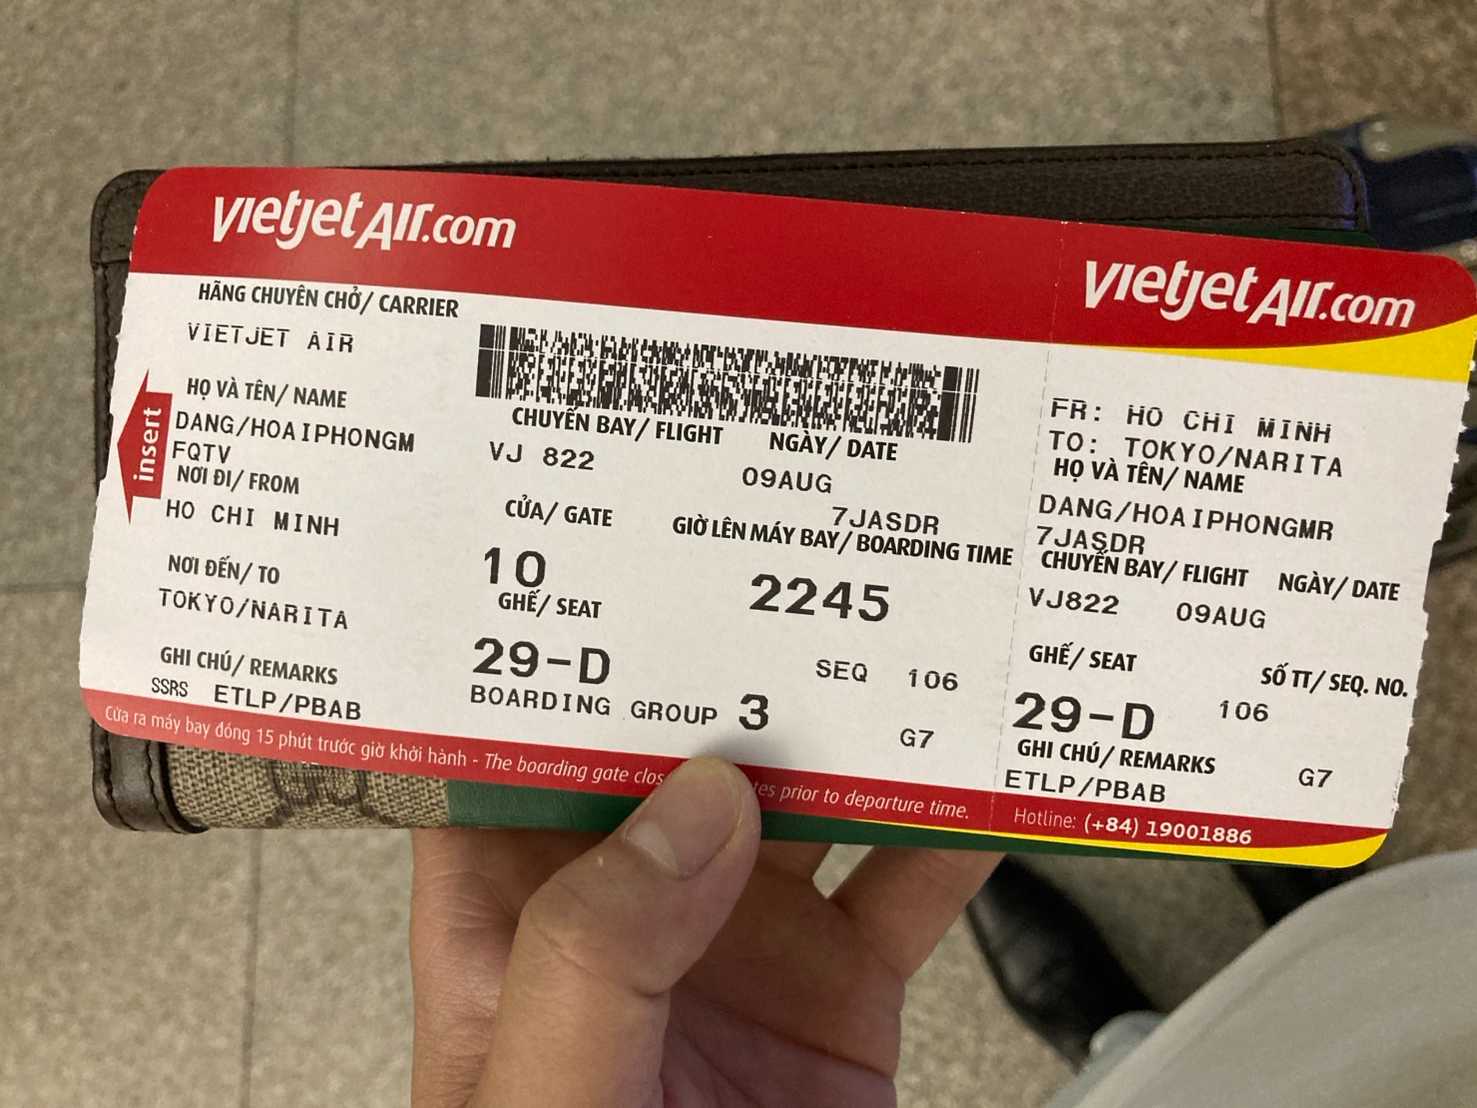 vietjetAir.com
HÃNG CHUYÊN CHỞ/ CARRIER
VIETJET AIR
HỌ VÀ TÊN/ NAME
DANG/HOAIPHONGM
FQTV
NƠI ĐI/ FROM
HO CHI MINH
NƠI ĐẾN/ TO
TOKYO/NARITA
GHI CHÚ/ REMARKS
SSRS ETLP/PBAB
insert
CHUYẾN BAY/ FLIGHT NGÀY/ DATE
VJ 822 09AUG
7JASDR
CỬA/ GATE GIỜ LÊN MÁY BAY/ BOARDING TIME
10 2245
GHẾ/ SEAT
29-D SEQ 106
BOARDING GROUP 3 G7
Cửa ra máy bay đóng 15 phút trước giờ khởi hành - The boarding gate prior to departure time.
vietjetAir.com
FR: HO CHI MINH
TO: TOKYO/NARITA
HỌ VÀ TÊN/ NAME
DANG/HOAIPHONGMR
7JASDR
CHUYẾN BAY/ FLIGHT NGÀY/ DATE
VJ822 09AUG
GHẾ/ SEAT SỐ TT/ SEQ. NO.
29-D 106
GHI CHÚ/ REMARKS G7
ETLP/PBAB
Hotline: (+84) 19001886